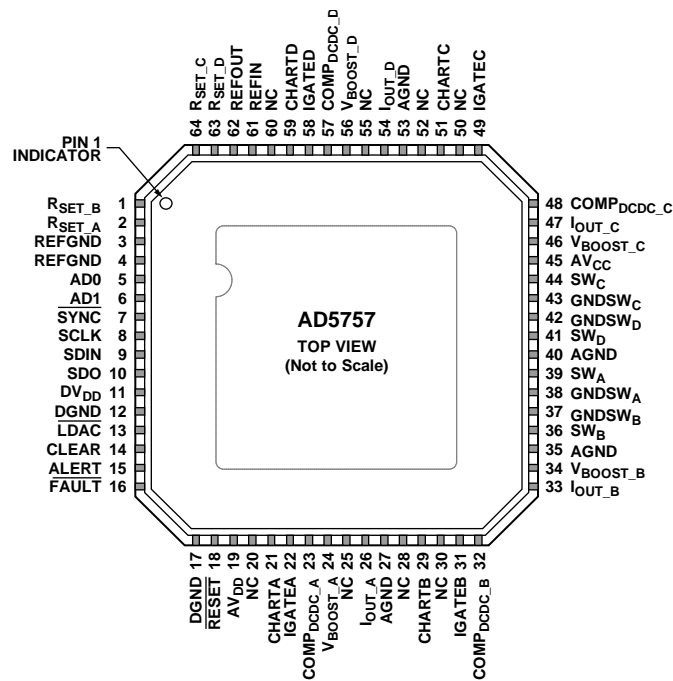 64 RSET_C
63 RSET_D
62 REFOUT
61 REFIN
60 NC
59 CHARTD
58 IGATED
57 COMPDCDC_D
56 VBOOST_D
55 NC
54 IOUT_D
53 AGND
52 NC
51 CHARTC
50 NC
49 IGATEC
PIN 1
INDICATOR
RSET_B 1
RSET_A 2
REFGND 3
REFGND 4
AD0 5
AD1 6
SYNC 7
SCLK 8
SDIN 9
SDO 10
DVDD 11
DGND 12
LDAC 13
CLEAR 14
ALERT 15
FAULT 16
AD5757
TOP VIEW
(Not to Scale)
48 COMPDCDC_C
47 IOUT_C
46 VBOOST_C
45 AVCC
44 SWC
43 GNDSWC
42 GNDSWD
41 SWD
40 AGND
39 SWA
38 GNDSWA
37 GNDSWB
36 SWB
35 AGND
34 VBOOST_B
33 IOUT_B
DGND 17
RESET 18
AVDD 19
NC 20
CHARTA 21
IGATEA 22
COMPDCDC_A 23
VBOOST_A 24
NC 25
IOUT_A 26
AGND 27
NC 28
CHARTB 29
NC 30
IGATEB 31
COMPDCDC_B 32